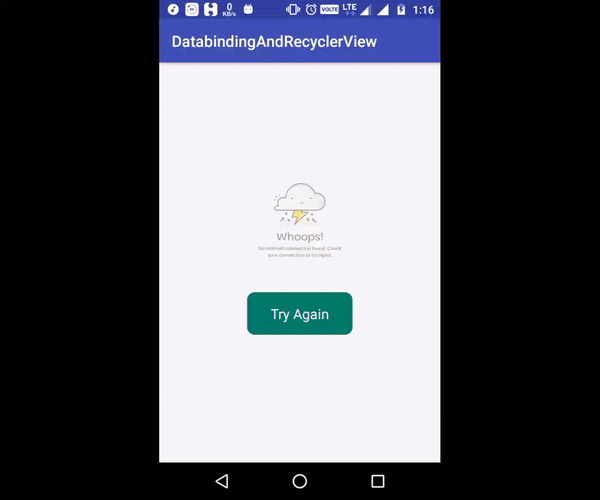 0 KB/s VOLTE LTE 1:16
DatabindingAndRecyclerView
Whoops!
No internet connection found. Check
your connection or try again.
Try Again